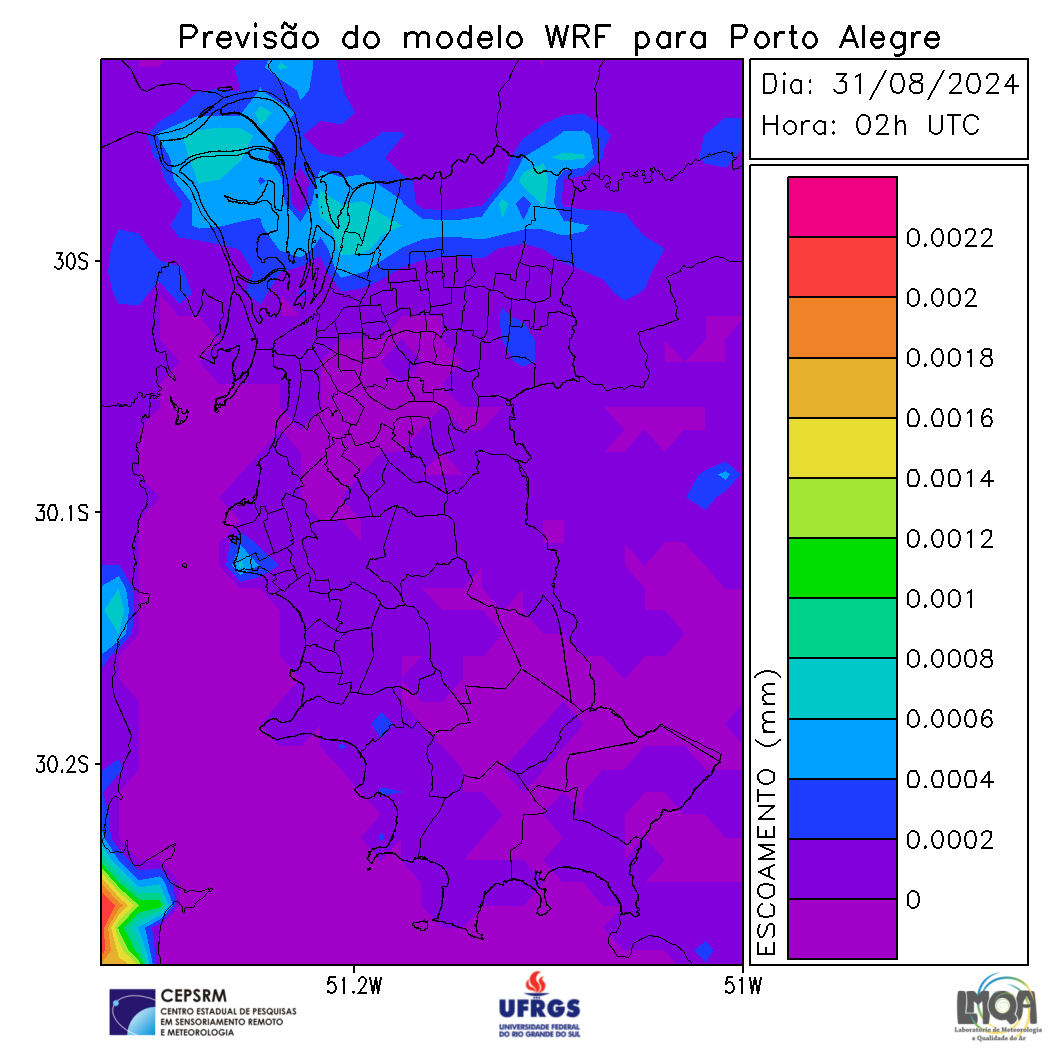 Previsão do modelo WRF para Porto Alegre
Dia: 31/08/2024
Hora: 02h UTC
30S
30.1S
30.2S
51.2W
51W
ESCOAMENTO (mm)
0.0022
0.002
0.0018
0.0016
0.0014
0.0012
0.001
0.0008
0.0006
0.0004
0.0002
0
CEPSRM
CENTRO ESTADUAL DE PESQUISAS
EM SENSORIAMENTO REMOTO
E METEOROLOGIA
UFRGS
UNIVERSIDADE FEDERAL
DO RIO GRANDE DO SUL
LMQA
Laboratório de Meteorologia
e Qualidade do Ar